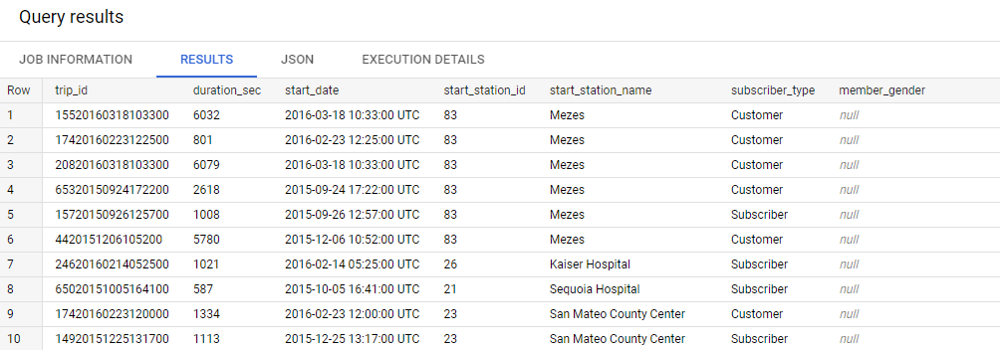 Query results
JOB INFORMATION RESULTS JSON EXECUTION DETAILS
Row trip_id duration_sec start_date start_station_id start_station_name subscriber_type member_gender
1 15520160318103300 6032 2016-03-18 10:33:00 UTC 83 Mezes Customer null
2 17420160223122500 801 2016-02-23 12:25:00 UTC 83 Mezes Customer null
3 20820160318103300 6079 2016-03-18 10:33:00 UTC 83 Mezes Customer null
4 65320150924172200 2618 2015-09-24 17:22:00 UTC 83 Mezes Customer null
5 15720150926125700 1008 2015-09-26 12:57:00 UTC 83 Mezes Subscriber null
6 4420151206105200 5780 2015-12-06 10:52:00 UTC 83 Mezes Customer null
7 24620160214052500 1021 2016-02-14 05:25:00 UTC 26 Kaiser Hospital Subscriber null
8 65020151005164100 587 2015-10-05 16:41:00 UTC 21 Sequoia Hospital Subscriber null
9 17420160223120000 1334 2016-02-23 12:00:00 UTC 23 San Mateo County Center Customer null
10 14920151225131700 1113 2015-12-25 13:17:00 UTC 23 San Mateo County Center Subscriber null